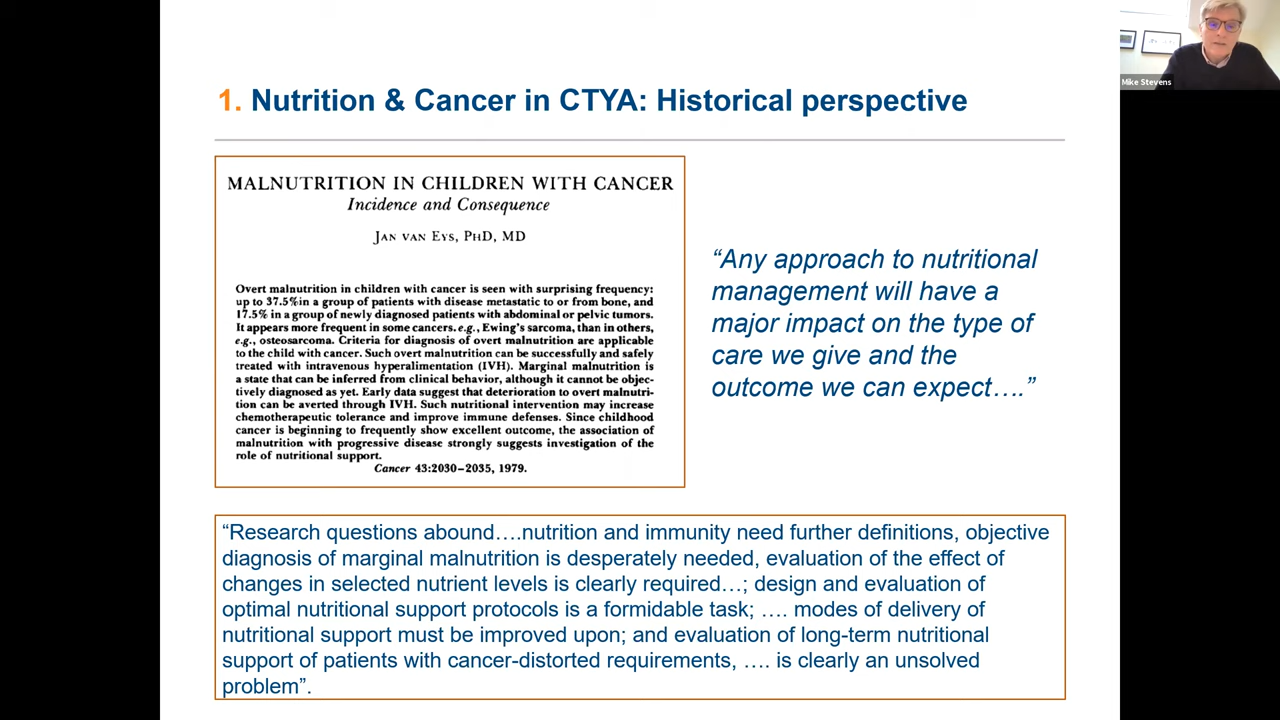 Mike Stevens
1. Nutrition & Cancer in CTYA: Historical perspective
MALNUTRITION IN CHILDREN WITH CANCER
Incidence and Consequence
JAN VAN EYS, PHD, MD
Overt malnutrition in children with cancer is seen with surprising frequency:
up to 37.5%in a group of patients with disease metastatic to or from bone, and
17.5% in a group of newly diagnosed patients with abdominal or pelvic tumors.
It appears more frequent in some cancers. e.g., Ewing's sarcoma, than in others,
e.g., osteosarcoma. Criteria for diagnosis of overt malnutrition are applicable
to the child with cancer. Such overt malnutrition can be successfully and safely
treated with intravenous hyperalimentation (IVH). Marginal malnutrition is
a state that can be inferred from clinical behavior, although it cannot be objec-
tively diagnosed as yet. Early data suggest that deterioration to overt malnutri-
tion can be averted through IVH. Such nutritional intervention may increase
chemotherapeutic tolerance and improve immune defenses. Since childhood
cancer is beginning to frequently show excellent outcome, the association of
malnutrition with progressive disease strongly suggests investigation of the
role of nutritional support.
Cancer 43:2030–2035, 1979.
“Any approach to nutritional
management will have a
major impact on the type of
care we give and the
outcome we can expect….”
“Research questions abound….nutrition and immunity need further definitions, objective
diagnosis of marginal malnutrition is desperately needed, evaluation of the effect of
changes in selected nutrient levels is clearly required…; design and evaluation of
optimal nutritional support protocols is a formidable task; …. modes of delivery of
nutritional support must be improved upon; and evaluation of long-term nutritional
support of patients with cancer-distorted requirements, …. is clearly an unsolved
problem”.